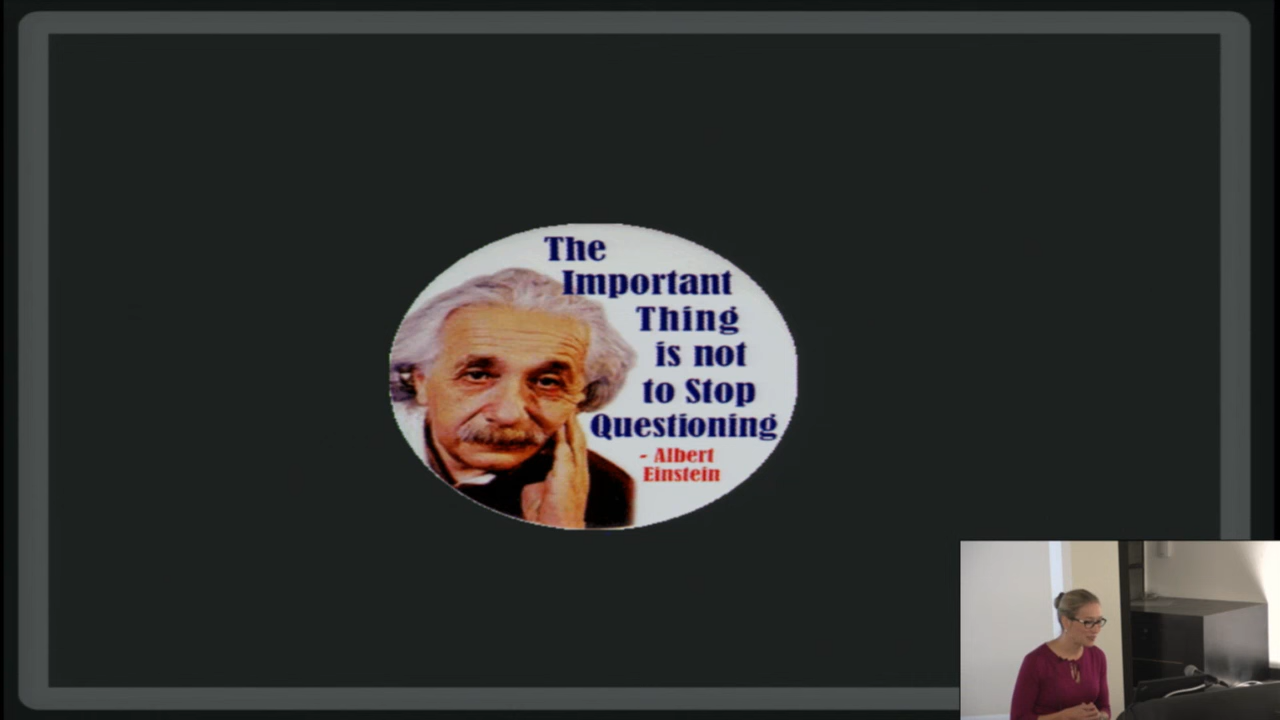 The
Important
Thing
is not
to Stop
Questioning
- Albert
Einstein